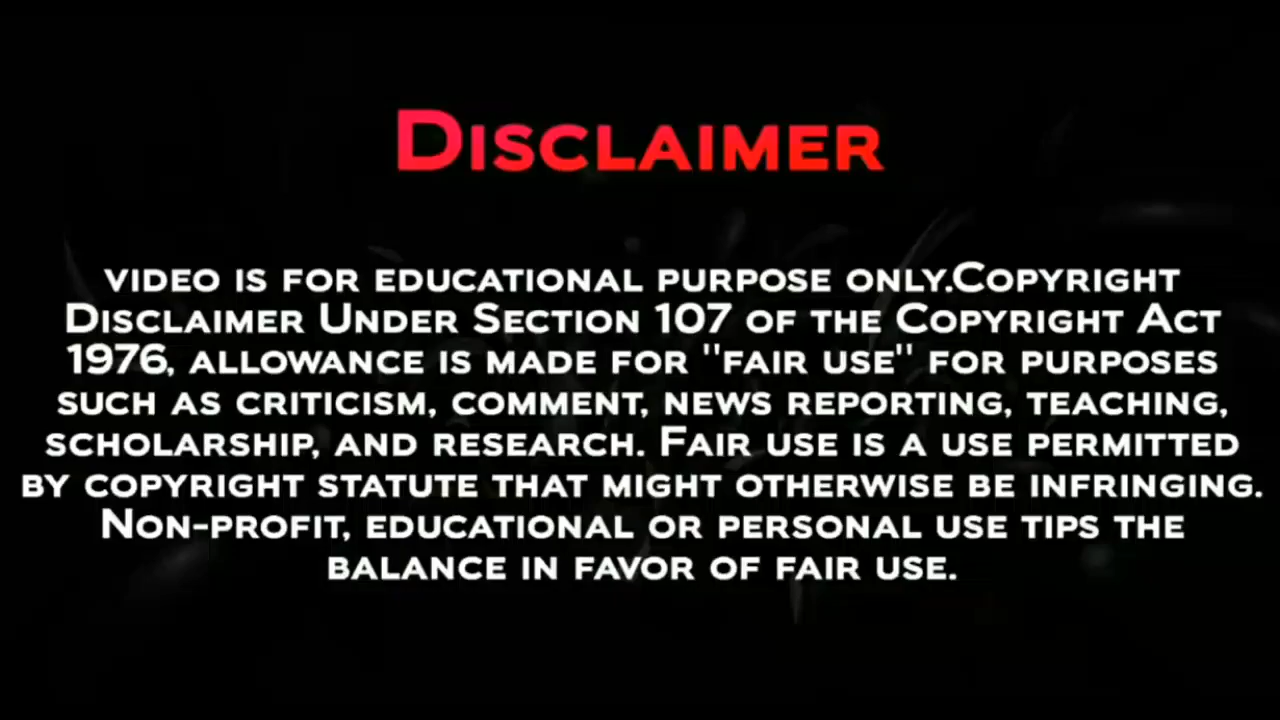 Disclaimer
video is for educational purpose only.Copyright
Disclaimer Under Section 107 of the Copyright Act
1976, allowance is made for "fair use" for purposes
such as criticism, comment, news reporting, teaching,
scholarship, and research. Fair use is a use permitted
by copyright statute that might otherwise be infringing.
Non-profit, educational or personal use tips the
balance in favor of fair use.